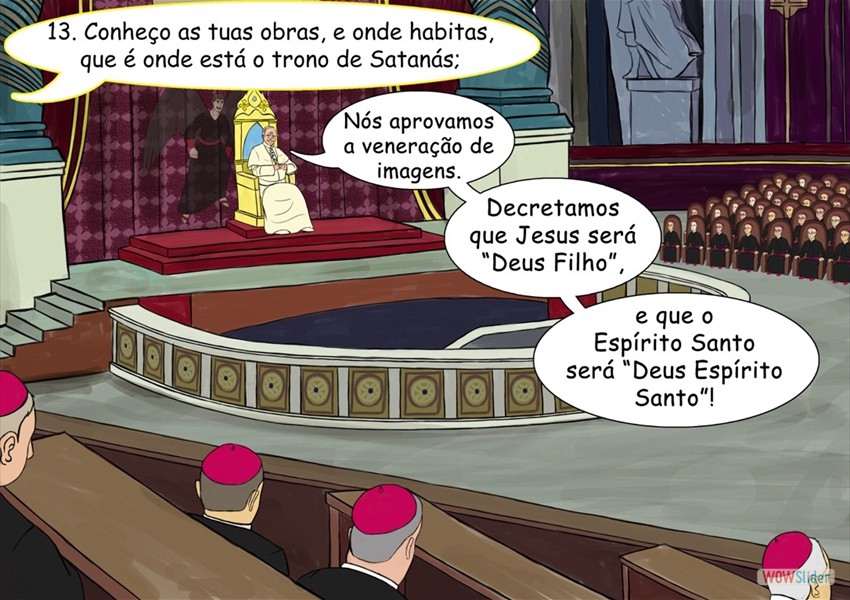 13. Conheço as tuas obras, e onde habitas,
que é onde está o trono de Satanás;
Nós aprovamos
a veneração de
imagens.
Decretamos
que Jesus será
“Deus Filho”,
e que o
Espírito Santo
será “Deus Espírito
Santo”!
WOWSlider